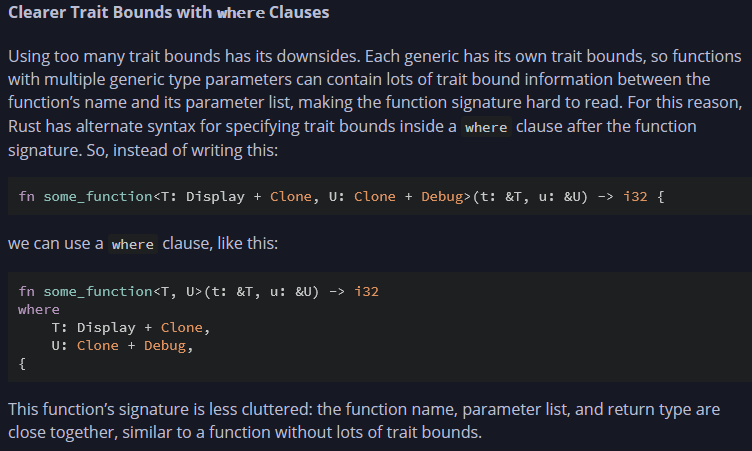 Clearer Trait Bounds with where Clauses
Using too many trait bounds has its downsides. Each generic has its own trait bounds, so functions
with multiple generic type parameters can contain lots of trait bound information between the
function’s name and its parameter list, making the function signature hard to read. For this reason,
Rust has alternate syntax for specifying trait bounds inside a where clause after the function
signature. So, instead of writing this:
fn some_function<T: Display + Clone, U: Clone + Debug>(t: &T, u: &U) -> i32 {
we can use a where clause, like this:
fn some_function<T, U>(t: &T, u: &U) -> i32
where
    T: Display + Clone,
    U: Clone + Debug,
{
This function’s signature is less cluttered: the function name, parameter list, and return type are
close together, similar to a function without lots of trait bounds.